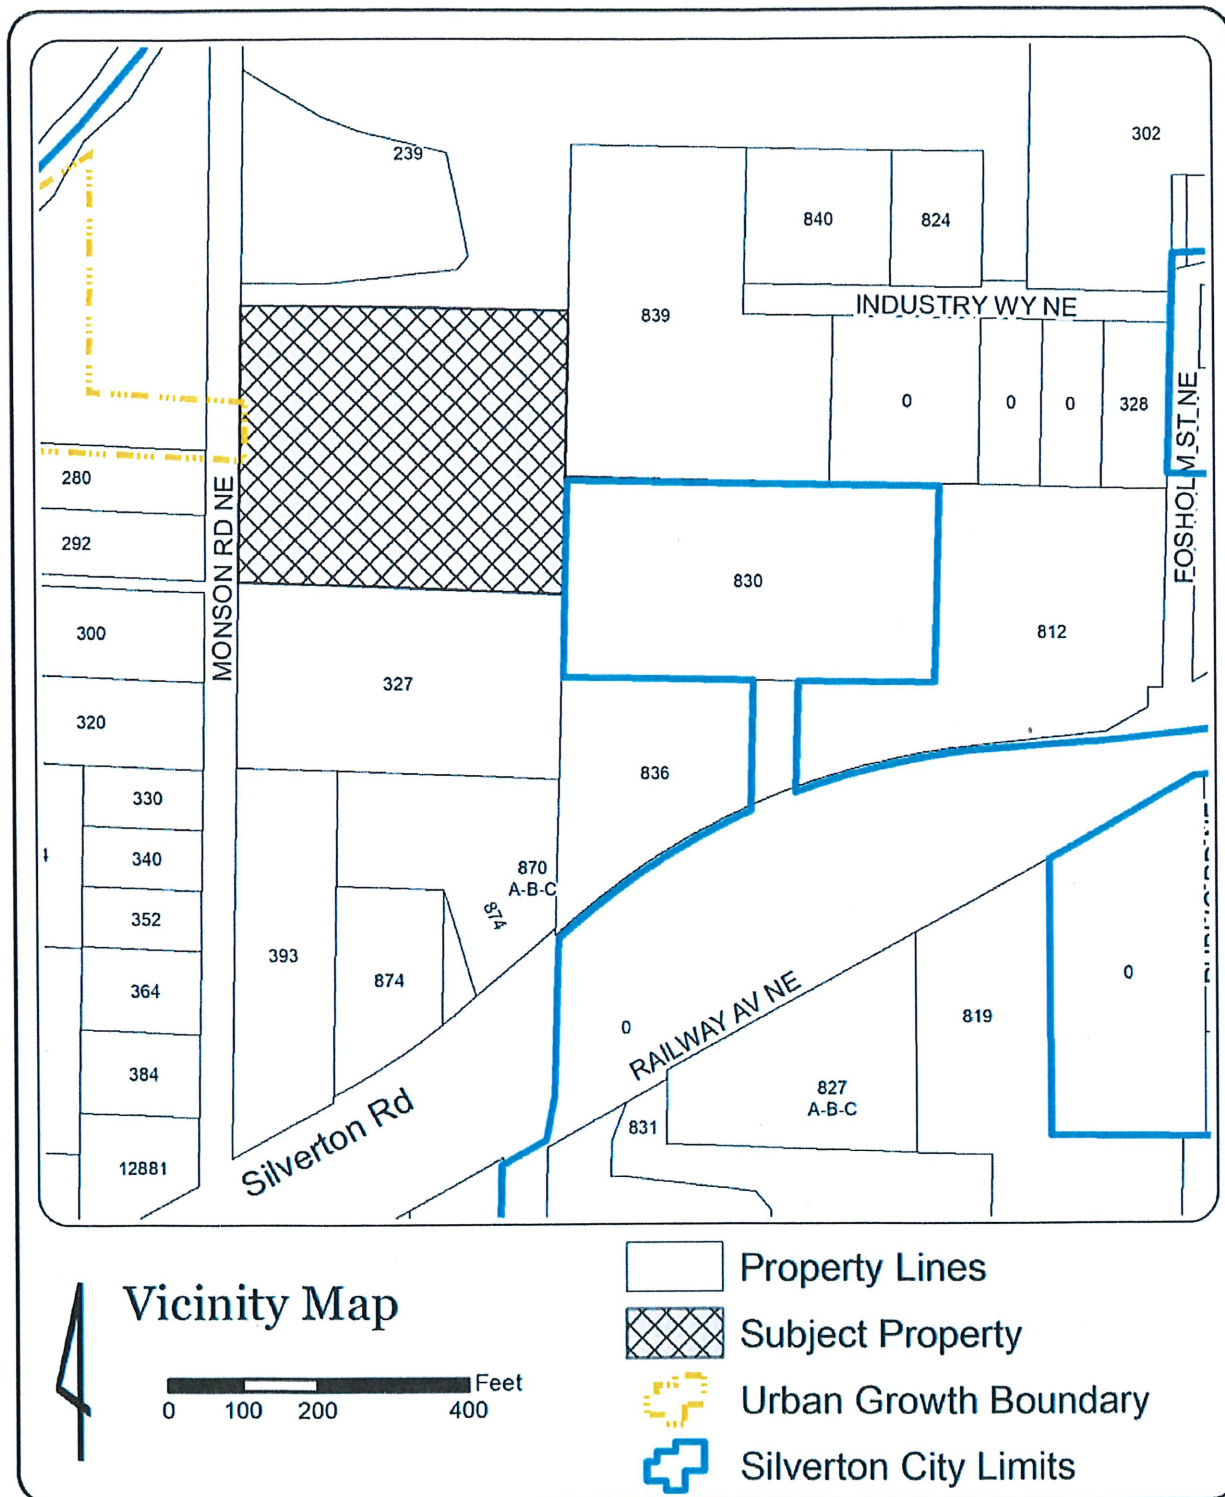 302
239
840
824
839
INDUSTRY WY NE
0
0
0
328
FOSHOLM ST NE
280
292
MONSON RD NE
830
812
300
320
327
836
330
340
352
364
384
12881
870
A-B-C
874
393
874
0
RAILWAY AV NE
819
0
827
A-B-C
831
Silverton Rd
Vicinity Map
Feet
0 100 200 400
Property Lines
Subject Property
Urban Growth Boundary
Silverton City Limits